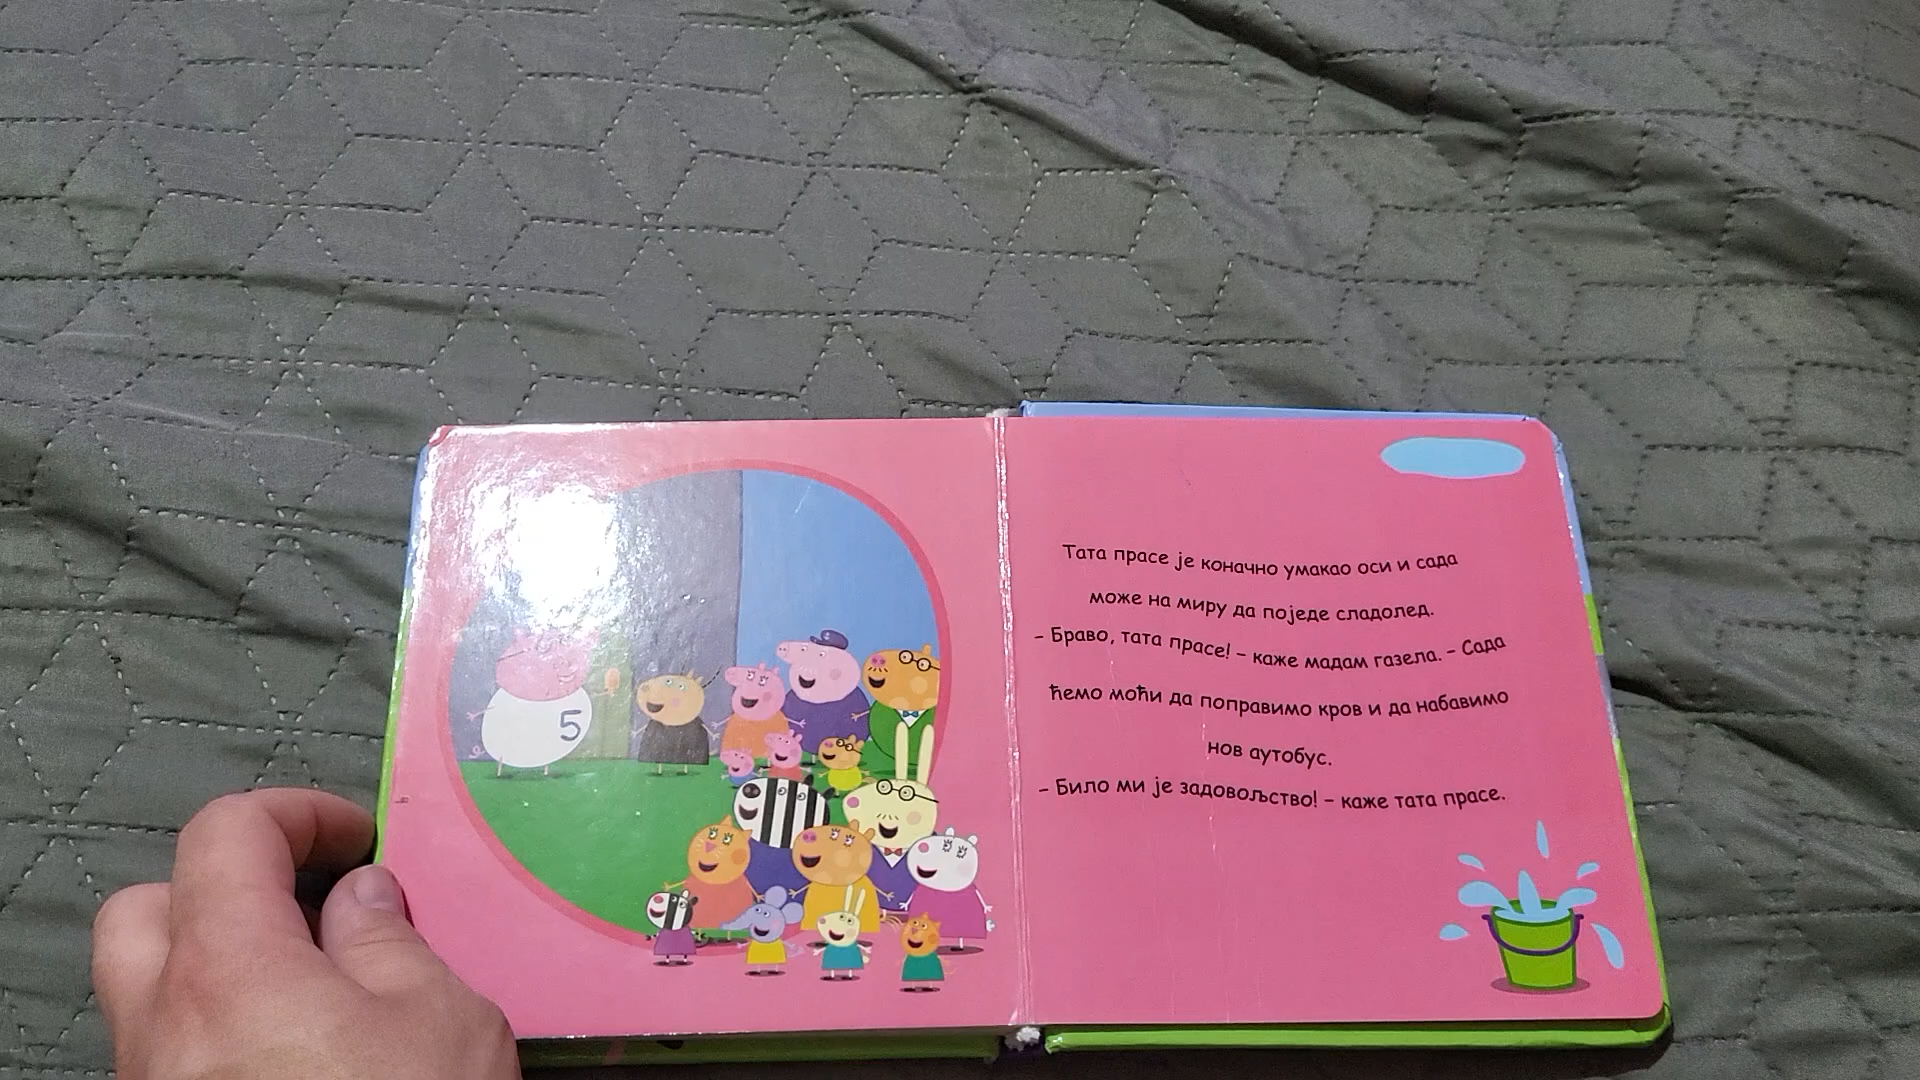 5
Тата прасе је коначно умакао оси и сада
може на миру да поједе сладолед.
– Браво, тата прасе! – каже мадам газела. – Сада
ћемо моћи да поправимо кров и да набавимо
нов аутобус.
– Било ми је задовољство! – каже тата прасе.